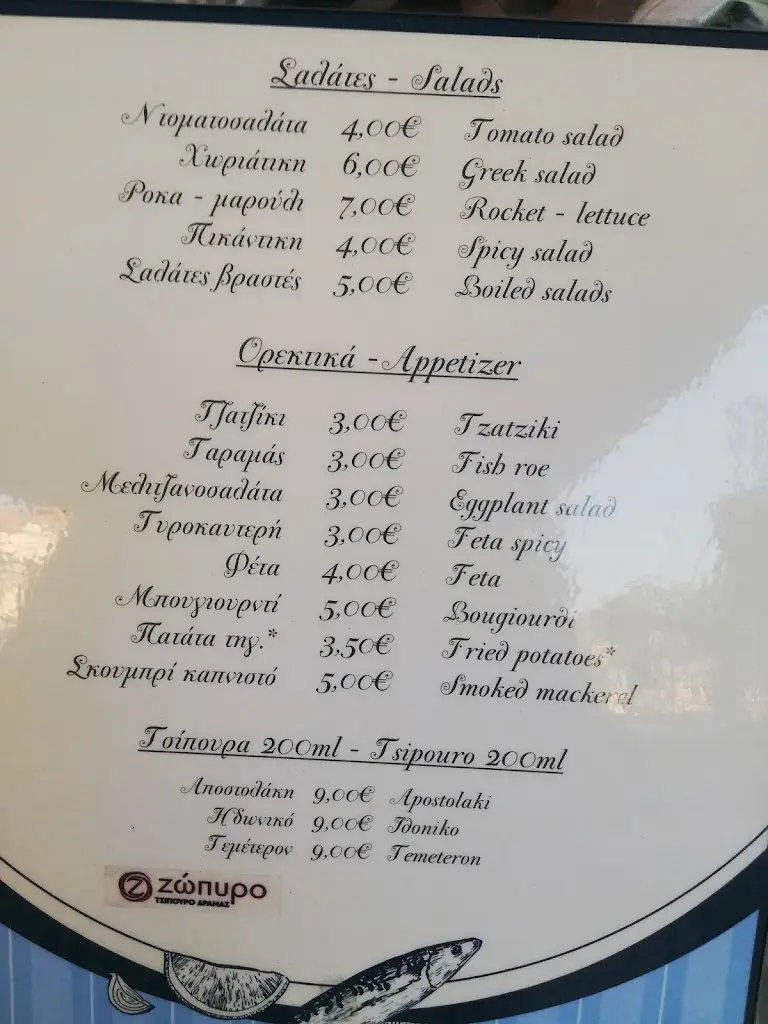 Σαλάτες - Salads
Ντοματοσαλάτα 4,00€ Tomato salad
Χωριάτικη 6,00€ Greek salad
Ροκα - μαρούλι 7,00€ Rocket - lettuce
Πικάντικη 4,00€ Spicy salad
Σαλάτες βραστές 5,00€ Boiled salads
Ορεκτικά - Appetizer
Τζατζίκι 3,00€ Tzatziki
Ταραμάς 3,00€ Fish roe
Μελιτζανοσαλάτα 3,00€ Eggplant salad
Τυροκαυτερή 3,00€ Feta spicy
Φέτα 4,00€ Feta
Μπουγιουρντί 5,00€ Bougiourdi
Πατάτα τηγ.* 3,50€ Fried potatoes*
Σκουμπρί καπνιστό 5,00€ Smoked mackerel
Τσίπουρα 200ml - Tsipouro 200ml
Αποστολάκη 9,00€ Apostolaki
Ηδωνικό 9,00€ Idoniko
Τεμέτερον 9,00€ Temeteron
ζώπυρο
ΤΣΙΠΟΥΡΟ ΔΡΑΜΑΣ